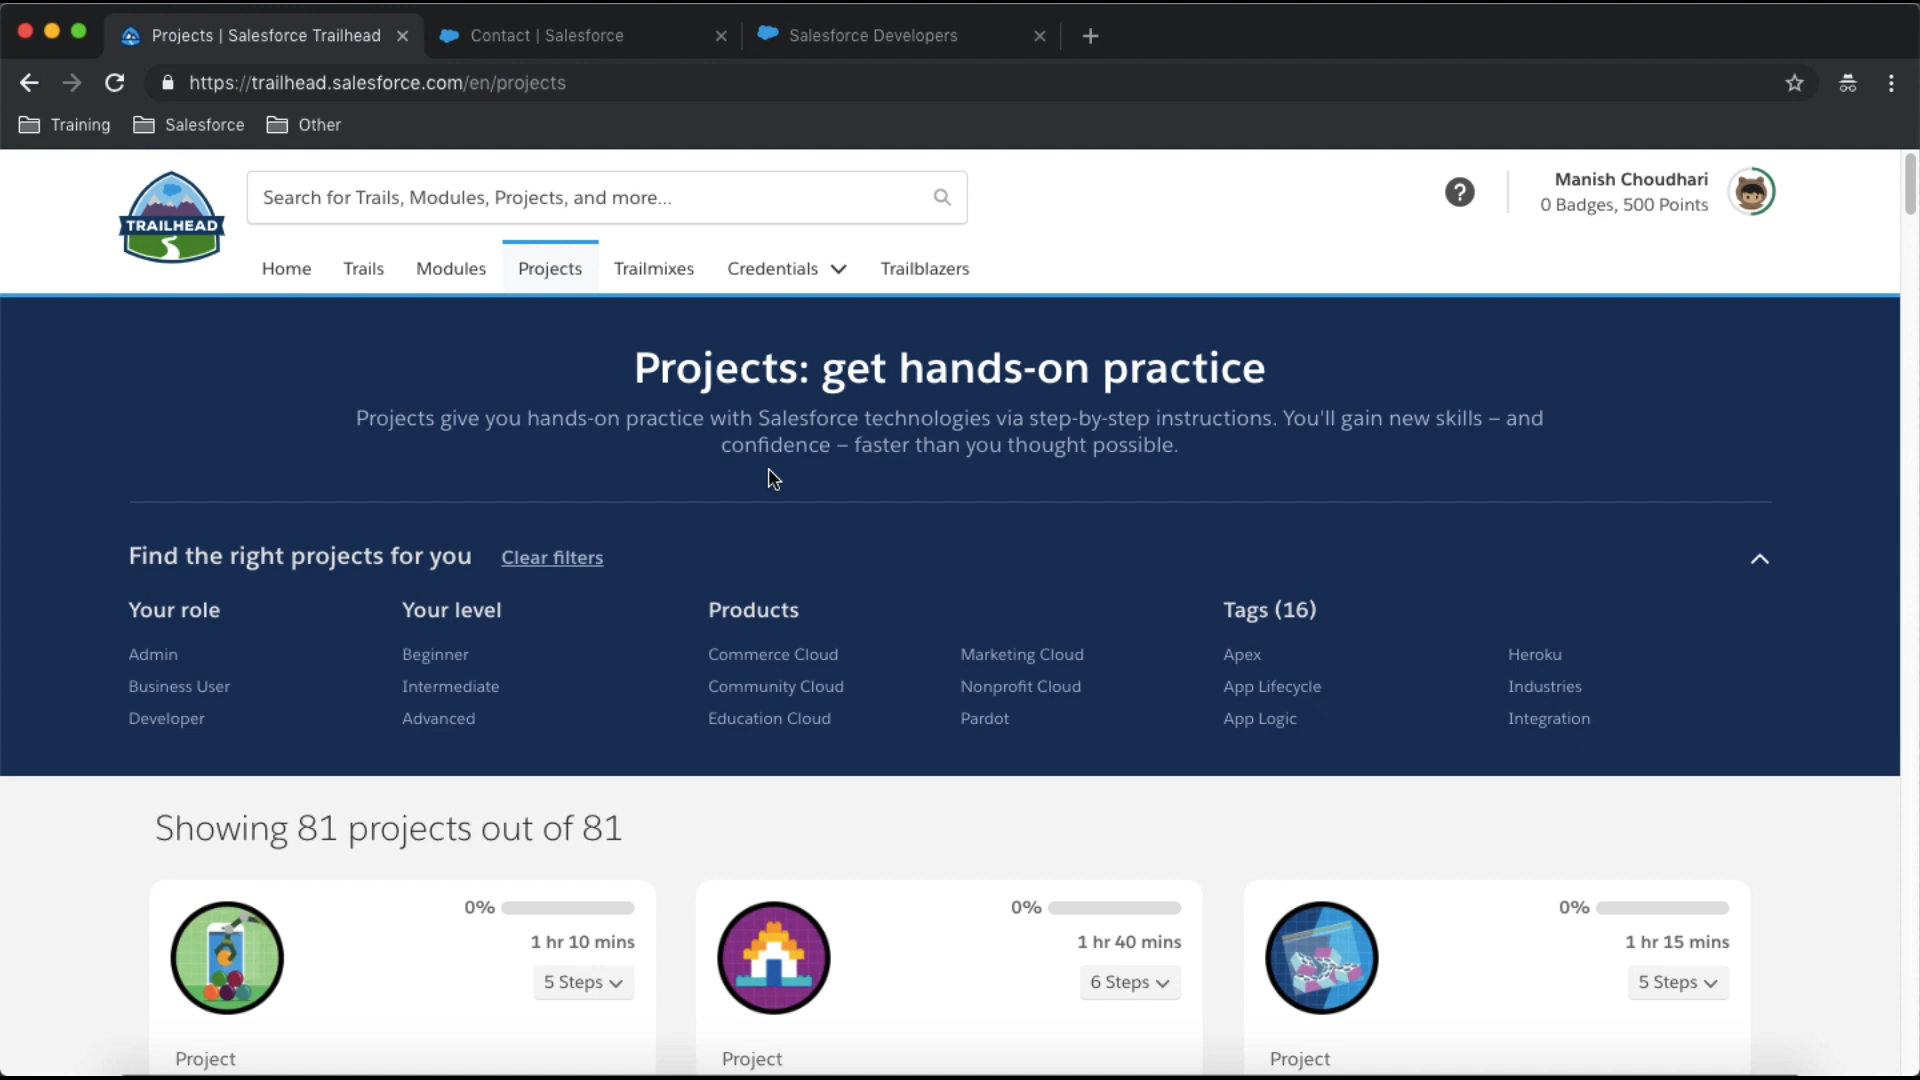 Projects | Salesforce Trailhead
Contact | Salesforce
Salesforce Developers
https://trailhead.salesforce.com/en/projects
Training
Salesforce
Other
TRAILHEAD
Search for Trails, Modules, Projects, and more...
?
Manish Choudhari
0 Badges, 500 Points
Home
Trails
Modules
Projects
Trailmixes
Credentials
Trailblazers
Projects: get hands-on practice
Projects give you hands-on practice with Salesforce technologies via step-by-step instructions. You'll gain new skills – and
confidence – faster than you thought possible.
Find the right projects for you
Clear filters
Your role
Admin
Business User
Developer
Your level
Beginner
Intermediate
Advanced
Products
Commerce Cloud
Community Cloud
Education Cloud
Marketing Cloud
Nonprofit Cloud
Pardot
Tags (16)
Apex
App Lifecycle
App Logic
Heroku
Industries
Integration
Showing 81 projects out of 81
0%
1 hr 10 mins
5 Steps
Project
0%
1 hr 40 mins
6 Steps
Project
0%
1 hr 15 mins
5 Steps
Project